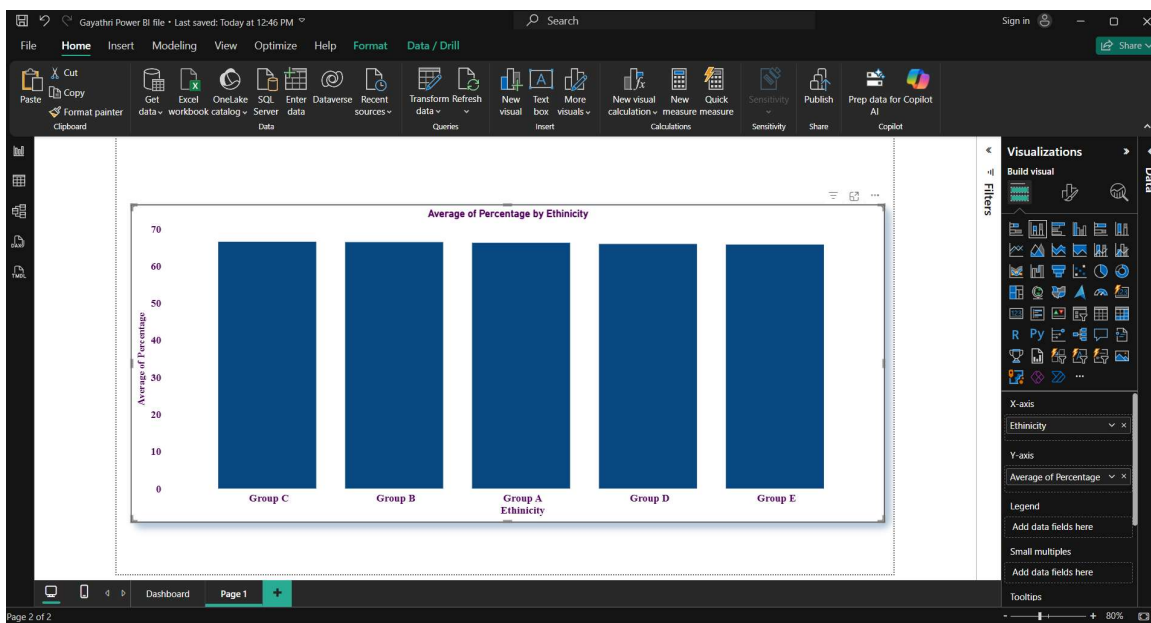 Gayathri Power BI file • Last saved: Today at 12:46 PM
Search
Sign in
File Home Insert Modeling View Optimize Help Format Data / Drill
Share
Paste
Cut
Copy
Format painter
Clipboard
Get data
Excel workbook
OneLake catalog
SQL Server
Enter data
Dataverse
Recent sources
Data
Transform data
Refresh
Queries
New visual
Text box
More visuals
Insert
New visual calculation
New measure
Quick measure
Calculations
Sensitivity
Sensitivity
Publish
Share
Prep data for AI
Copilot
Copilot
DAX
TMDL
Average of Percentage by Ethinicity
Average of Percentage
70
60
50
40
30
20
10
0
Group C Group B Group A Group D Group E
Ethinicity
Filters
Visualizations
Build visual
Data
R Py
X-axis
Ethinicity
Y-axis
Average of Percentage
Legend
Add data fields here
Small multiples
Add data fields here
Tooltips
Dashboard Page 1 +
Page 2 of 2
- + 80%